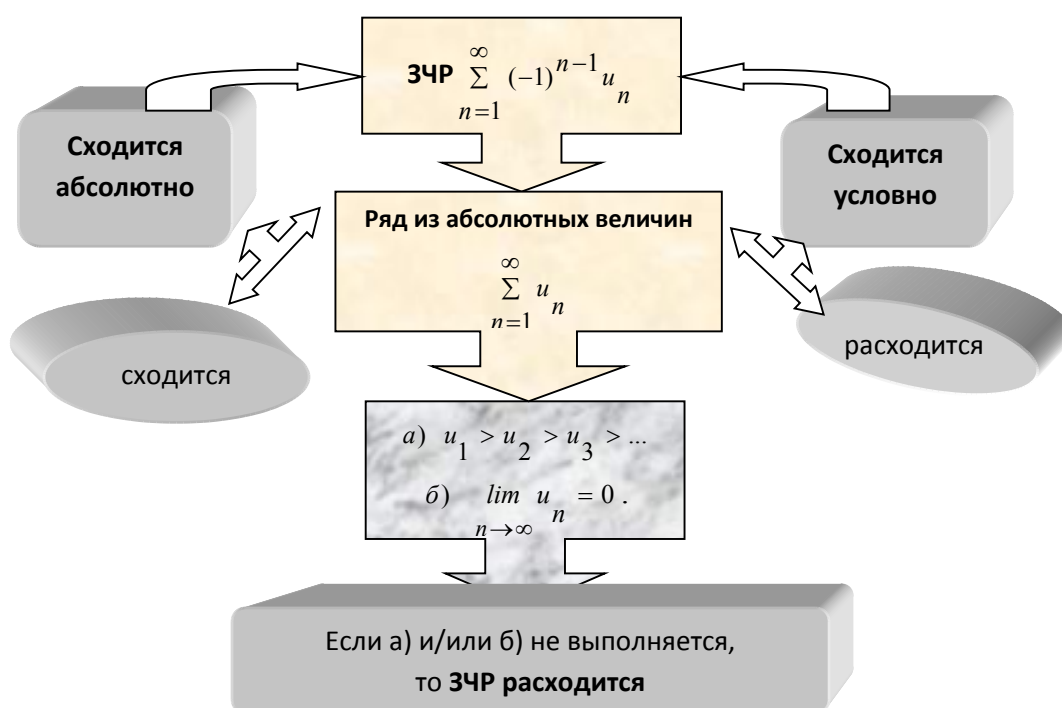 ЗЧР ∞ ∑ n=1 (−1)^{n−1} u_n
Сходится
абсолютно
Сходится
условно
Ряд из абсолютных величин
∞ ∑ n=1 u_n
сходится
расходится
а) u_1 > u_2 > u_3 > ...
б) lim n→∞ u_n = 0 .
Если а) и/или б) не выполняется,
то ЗЧР расходится